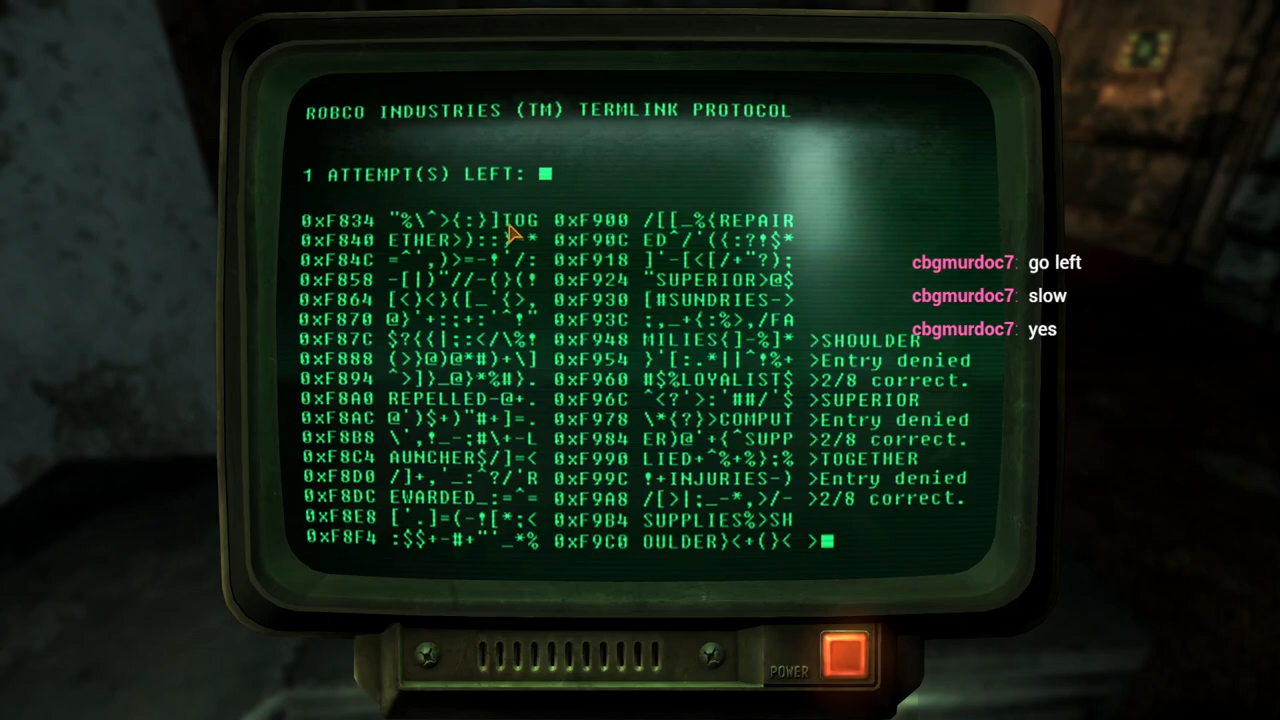 ROBCO INDUSTRIES (TM) TERMLINK PROTOCOL
1 ATTEMPT(S) LEFT:
0xF834 "%\^>{:}]TOG 0xF900 /[[_%{REPAIR
0xF840 ETHER>)::;^* 0xF90C ED^/'({:?!$*
0xF84C =^',)>=-!'/: 0xF918 ]'-[<[/+"?);
0xF858 -[|)"//-(}(! 0xF924 "SUPERIOR>@$
0xF864 [<)<}([_'{>, 0xF930 [#SUNDRIES->
0xF870 @}'+:;+:'^!" 0xF93C ;,_+{:%>,/FA
0xF87C $?{{|;:</\%! 0xF948 MILIES{]-%]* >SHOULDER
0xF888 (>}@)@*#)+\] 0xF954 }'[:.*||^!%+ >Entry denied
0xF894 ^>]}_@}*%#}. 0xF960 #$%LOYALIST$ >2/8 correct.
0xF8A0 REPELLED-@+. 0xF96C ^<?'>:'##/'$ >SUPERIOR
0xF8AC @')$+)"#+]=. 0xF978 \*{?}>COMPUT >Entry denied
0xF8B8 \',!_-;#\+-L 0xF984 ER)@'+{^SUPP >2/8 correct.
0xF8C4 AUNCHER$/]=< 0xF990 LIED+^%+%};% >TOGETHER
0xF8D0 /]+,'_:^?/'R 0xF99C !+INJURIES-) >Entry denied
0xF8DC EWARDED_:=^= 0xF9A8 /[>|;_-*,>/- >2/8 correct.
0xF8E8 ['.]=(-![*;< 0xF9B4 SUPPLIES%>SH
0xF8F4 :$$+-#+"'_*% 0xF9C0 OULDER}<+(}< >
cbgmurdoc7: go left
cbgmurdoc7: slow
cbgmurdoc7: yes
POWER